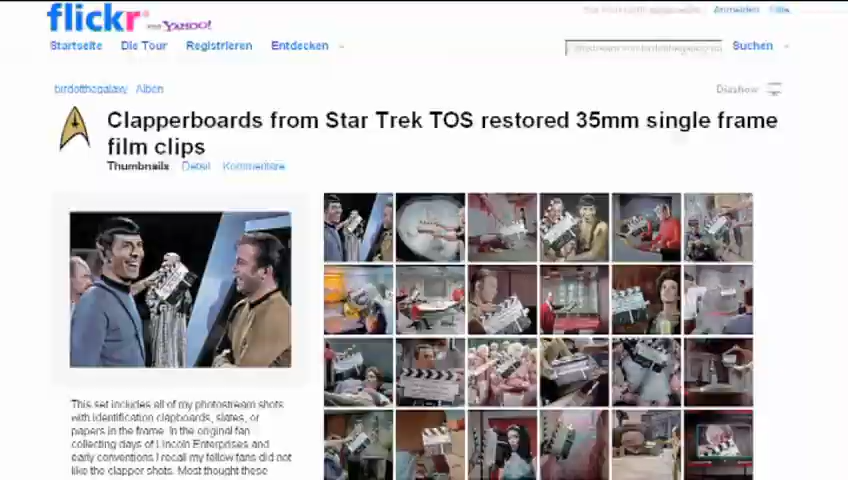 flickr from YAHOO!
Anmelden Hilfe
Startseite Die Tour Registrieren Entdecken
Suchen
birdofthegalaxy Alben
Diashow
Clapperboards from Star Trek TOS restored 35mm single frame
film clips
Thumbnails Detail Kommentare
This set includes all of my photostream shots
with identification clapboards, slates, or
papers in the frame. In the original fan
collecting days of Lincoln Enterprises and
early conventions I recall my fellow fans did not
like the clapper shots. Most thought these